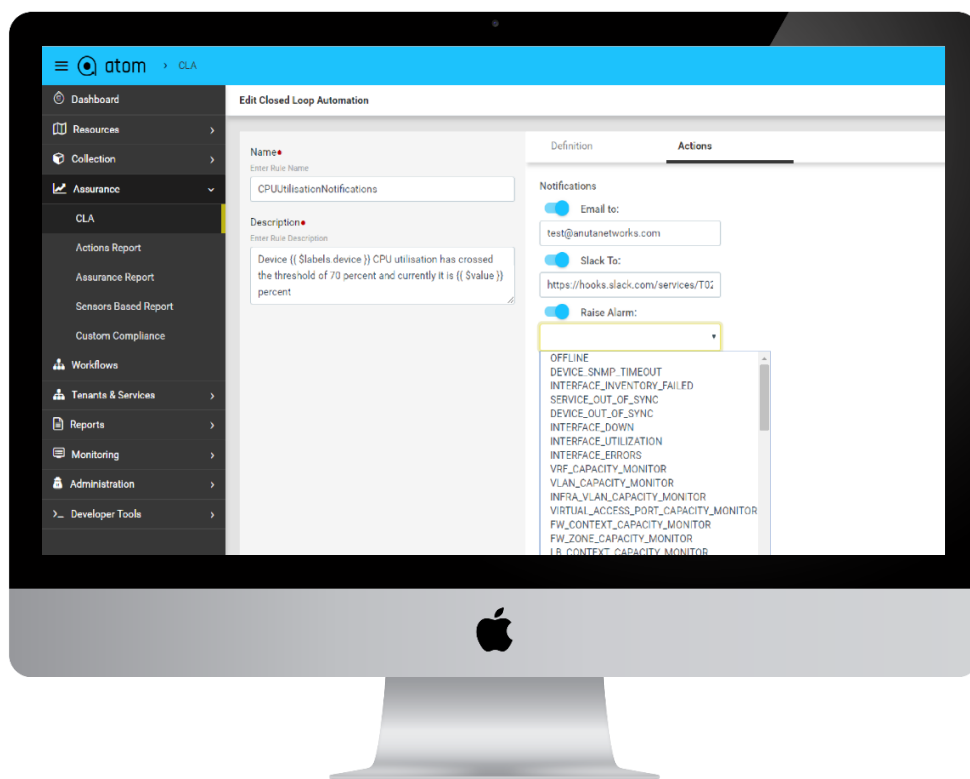 atom > CLA
Dashboard
Resources
Collection
Assurance
CLA
Actions Report
Assurance Report
Sensors Based Report
Custom Compliance
Workflows
Tenants & Services
Reports
Monitoring
Administration
>_ Developer Tools
Edit Closed Loop Automation
Name
Enter Rule Name
CPUUtilisationNotifications
Description
Enter Rule Description
Device {{ $labels.device }} CPU utilisation has crossed
the threshold of 70 percent and currently it is {{ $value }}
percent
Definition Actions
Notifications
Email to:
test@anutanetworks.com
Slack To:
https://hooks.slack.com/services/T02
Raise Alarm:
OFFLINE
DEVICE_SNMP_TIMEOUT
INTERFACE_INVENTORY_FAILED
SERVICE_OUT_OF_SYNC
DEVICE_OUT_OF_SYNC
INTERFACE_DOWN
INTERFACE_UTILIZATION
INTERFACE_ERRORS
VRF_CAPACITY_MONITOR
VLAN_CAPACITY_MONITOR
INFRA_VLAN_CAPACITY_MONITOR
VIRTUAL_ACCESS_PORT_CAPACITY_MONITOR
FW_CONTEXT_CAPACITY_MONITOR
FW_ZONE_CAPACITY_MONITOR
LB_CONTEXT_CAPACITY_MONITOR